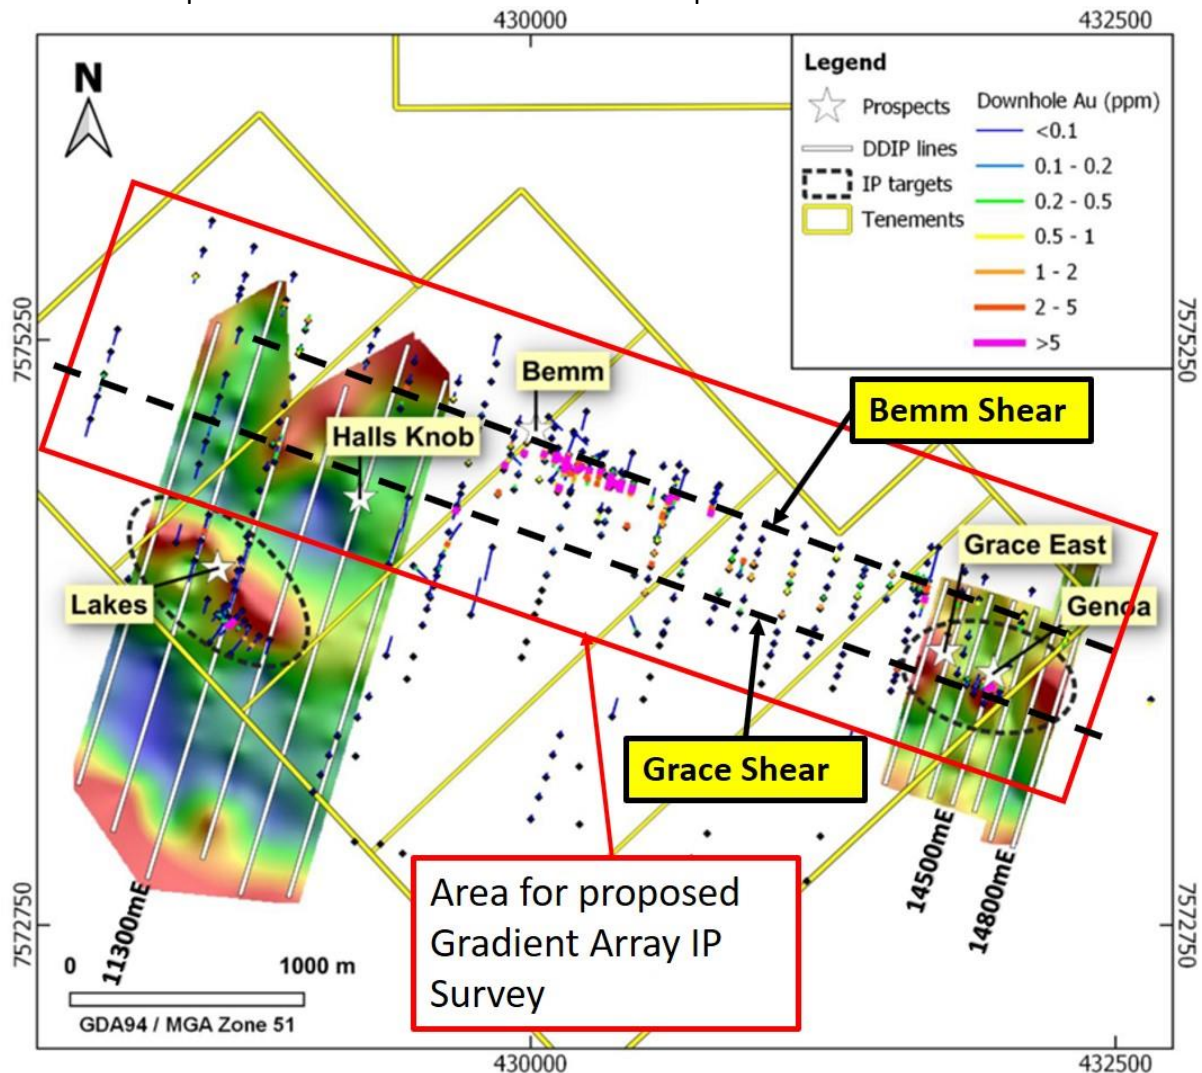 430000
432500
N
Legend
Prospects
DDIP lines
IP targets
Tenements
Downhole Au (ppm)
<0.1
0.1 - 0.2
0.2 - 0.5
0.5 - 1
1 - 2
2 - 5
>5
7575250
7575250
Bemm
Bemm Shear
Halls Knob
Grace East
Genoa
Lakes
Grace Shear
Area for proposed
Gradient Array IP
Survey
14500mE
14800mE
11300mE
7572750
7572750
0 1000 m
GDA94 / MGA Zone 51
430000
432500